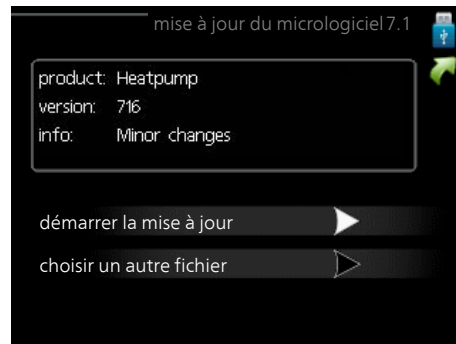 mise à jour du micrologiciel 7.1
product: Heatpump
version: 716
info: Minor changes
démarrer la mise à jour
choisir un autre fichier